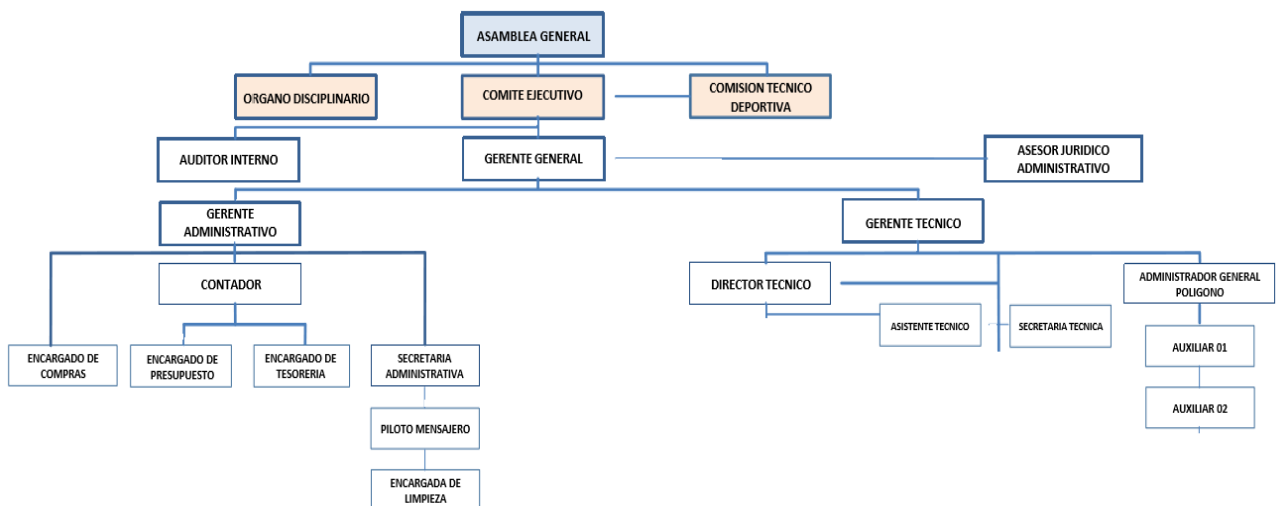 ASAMBLEA GENERAL
ORGANO DISCIPLINARIO
COMITE EJECUTIVO
COMISION TECNICO
DEPORTIVA
AUDITOR INTERNO
GERENTE GENERAL
ASESOR JURIDICO
ADMINISTRATIVO
GERENTE
ADMINISTRATIVO
GERENTE TECNICO
CONTADOR
DIRECTOR TECNICO
ADMINISTRADOR GENERAL
POLIGONO
ASISTENTE TECNICO
SECRETARIA TECNICA
ENCARGADO DE
COMPRAS
ENCARGADO DE
PRESUPUESTO
ENCARGADO DE
TESORERIA
SECRETARIA
ADMINISTRATIVA
AUXILIAR 01
AUXILIAR 02
PILOTO MENSAJERO
ENCARGADA DE
LIMPIEZA